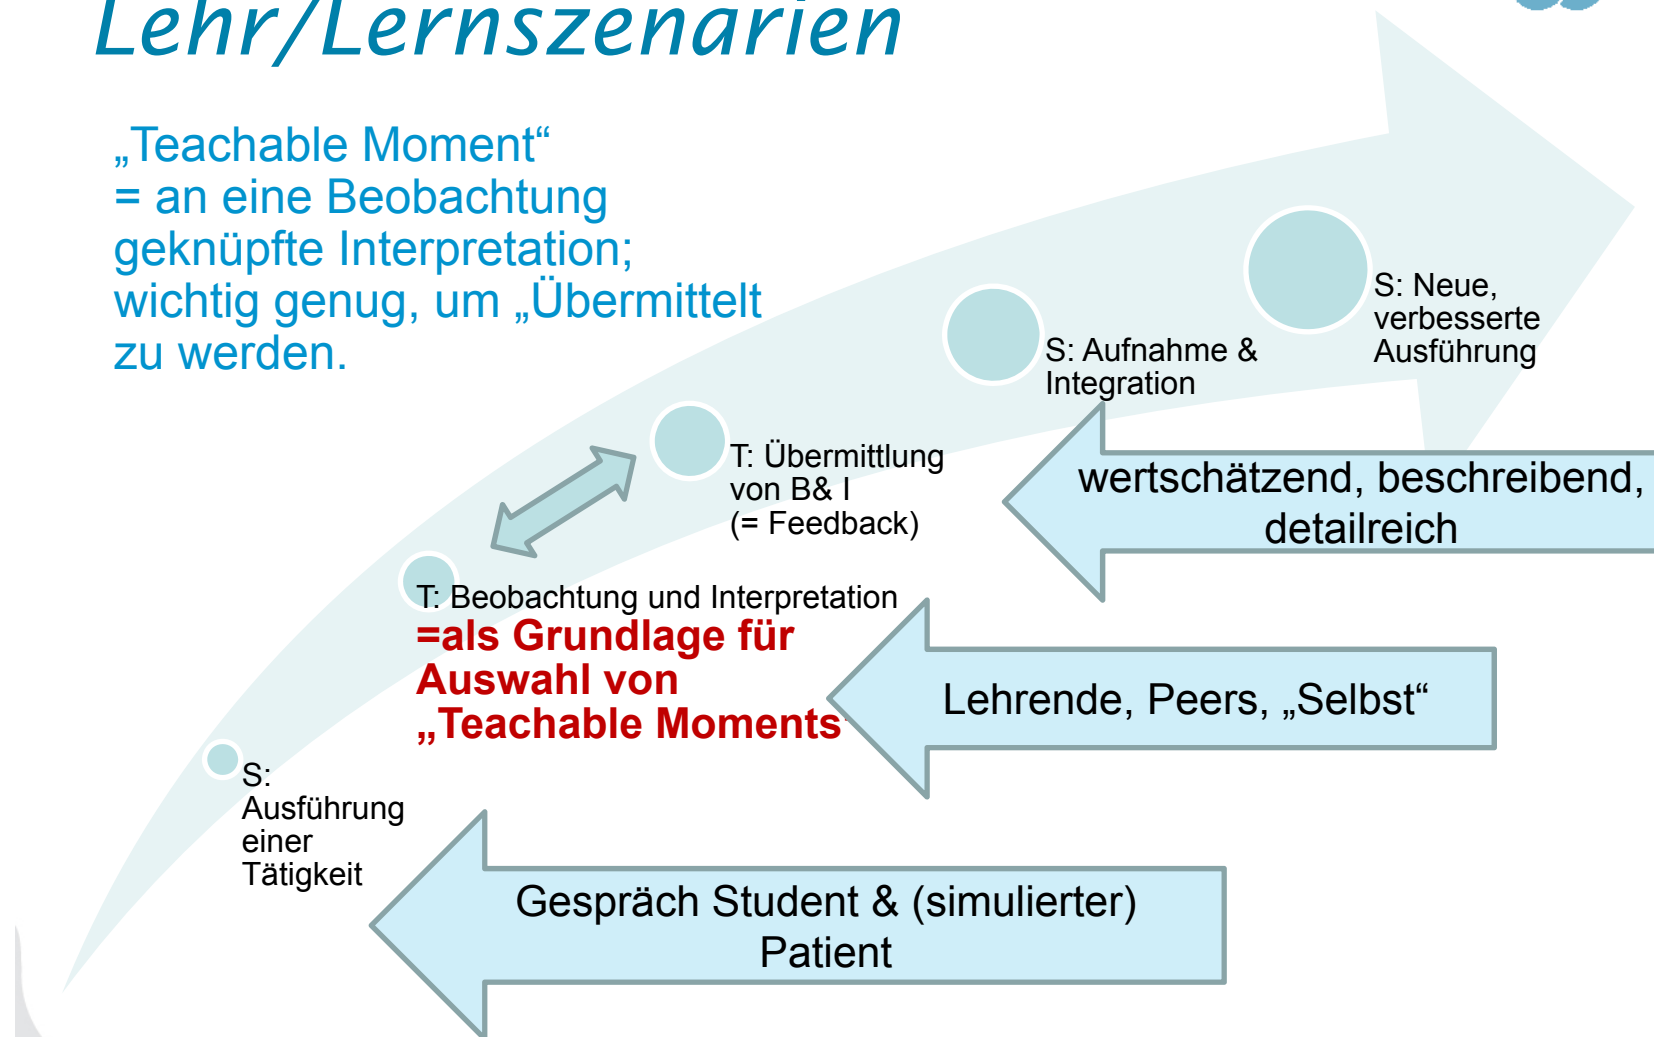 Lehr/Lernszenarien
„Teachable Moment“
= an eine Beobachtung
geknüpfte Interpretation;
wichtig genug, um „Übermittelt
zu werden.
S: Neue,
verbesserte
Ausführung
S: Aufnahme &
Integration
T: Übermittlung
von B& I
(= Feedback)
wertschätzend, beschreibend,
detailreich
T: Beobachtung und Interpretation
=als Grundlage für
Auswahl von
„Teachable Moments“
Lehrende, Peers, „Selbst“
S:
Ausführung
einer
Tätigkeit
Gespräch Student & (simulierter)
Patient